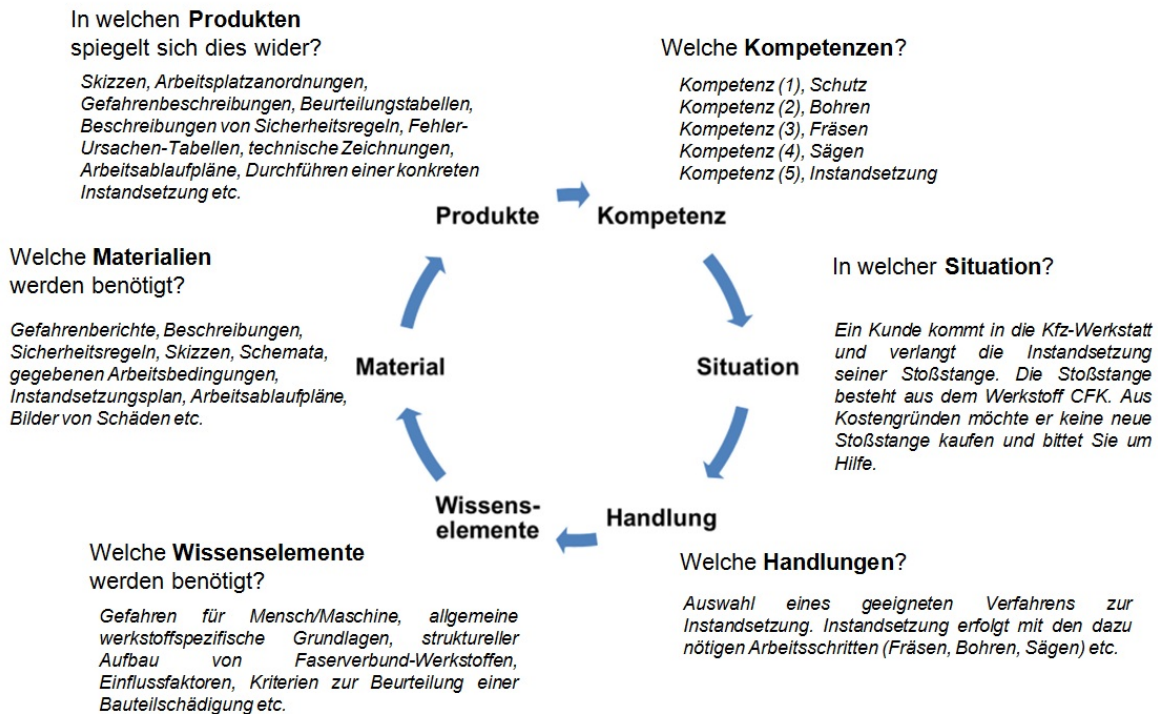 In welchen Produkten
spiegelt sich dies wider?
Skizzen, Arbeitsplatzanordnungen,
Gefahrenbeschreibungen, Beurteilungstabellen,
Beschreibungen von Sicherheitsregeln, Fehler-
Ursachen-Tabellen, technische Zeichnungen,
Arbeitsablaufpläne, Durchführen einer konkreten
Instandsetzung etc.
Welche Kompetenzen?
Kompetenz (1), Schutz
Kompetenz (2), Bohren
Kompetenz (3), Fräsen
Kompetenz (4), Sägen
Kompetenz (5), Instandsetzung
Produkte
Kompetenz
Welche Materialien
werden benötigt?
Gefahrenberichte, Beschreibungen,
Sicherheitsregeln, Skizzen, Schemata,
gegebenen Arbeitsbedingungen,
Instandsetzungsplan, Arbeitsablaufpläne,
Bilder von Schäden etc.
Material
Situation
In welcher Situation?
Ein Kunde kommt in die Kfz-Werkstatt
und verlangt die Instandsetzung
seiner Stoßstange. Die Stoßstange
besteht aus dem Werkstoff CFK. Aus
Kostengründen möchte er keine neue
Stoßstange kaufen und bittet Sie um
Hilfe.
Wissens-
elemente
Handlung
Welche Wissenselemente
werden benötigt?
Gefahren für Mensch/Maschine, allgemeine
werkstoffspezifische Grundlagen, struktureller
Aufbau von Faserverbund-Werkstoffen,
Einflussfaktoren, Kriterien zur Beurteilung einer
Bauteilschädigung etc.
Welche Handlungen?
Auswahl eines geeigneten Verfahrens zur
Instandsetzung. Instandsetzung erfolgt mit den dazu
nötigen Arbeitsschritten (Fräsen, Bohren, Sägen) etc.